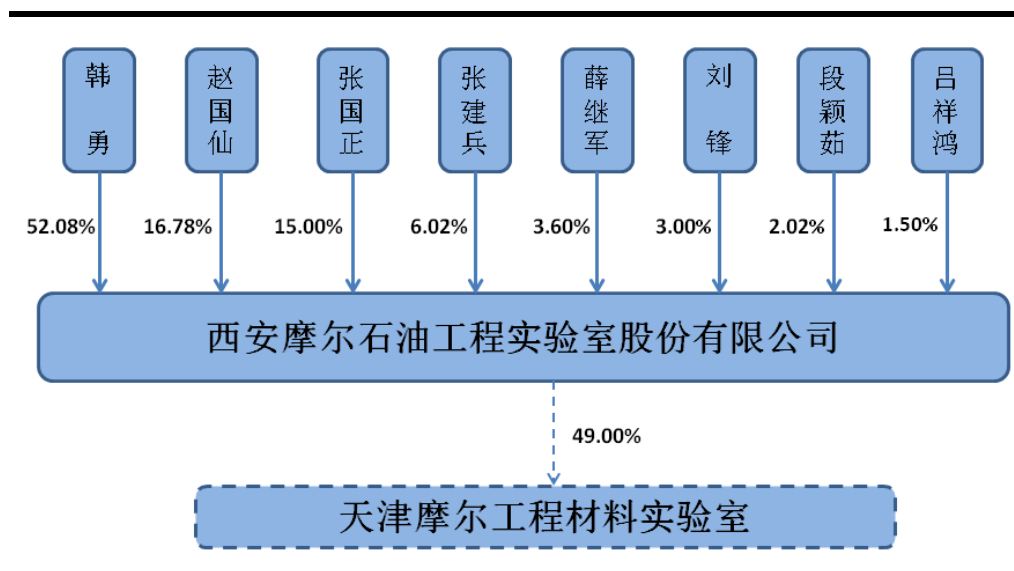 韩勇
赵国仙
张国正
张建兵
薛继军
刘锋
段颖茹
吕祥鸿
52.08%
16.78%
15.00%
6.02%
3.60%
3.00%
2.02%
1.50%
西安摩尔石油工程实验室股份有限公司
49.00%
天津摩尔工程材料实验室